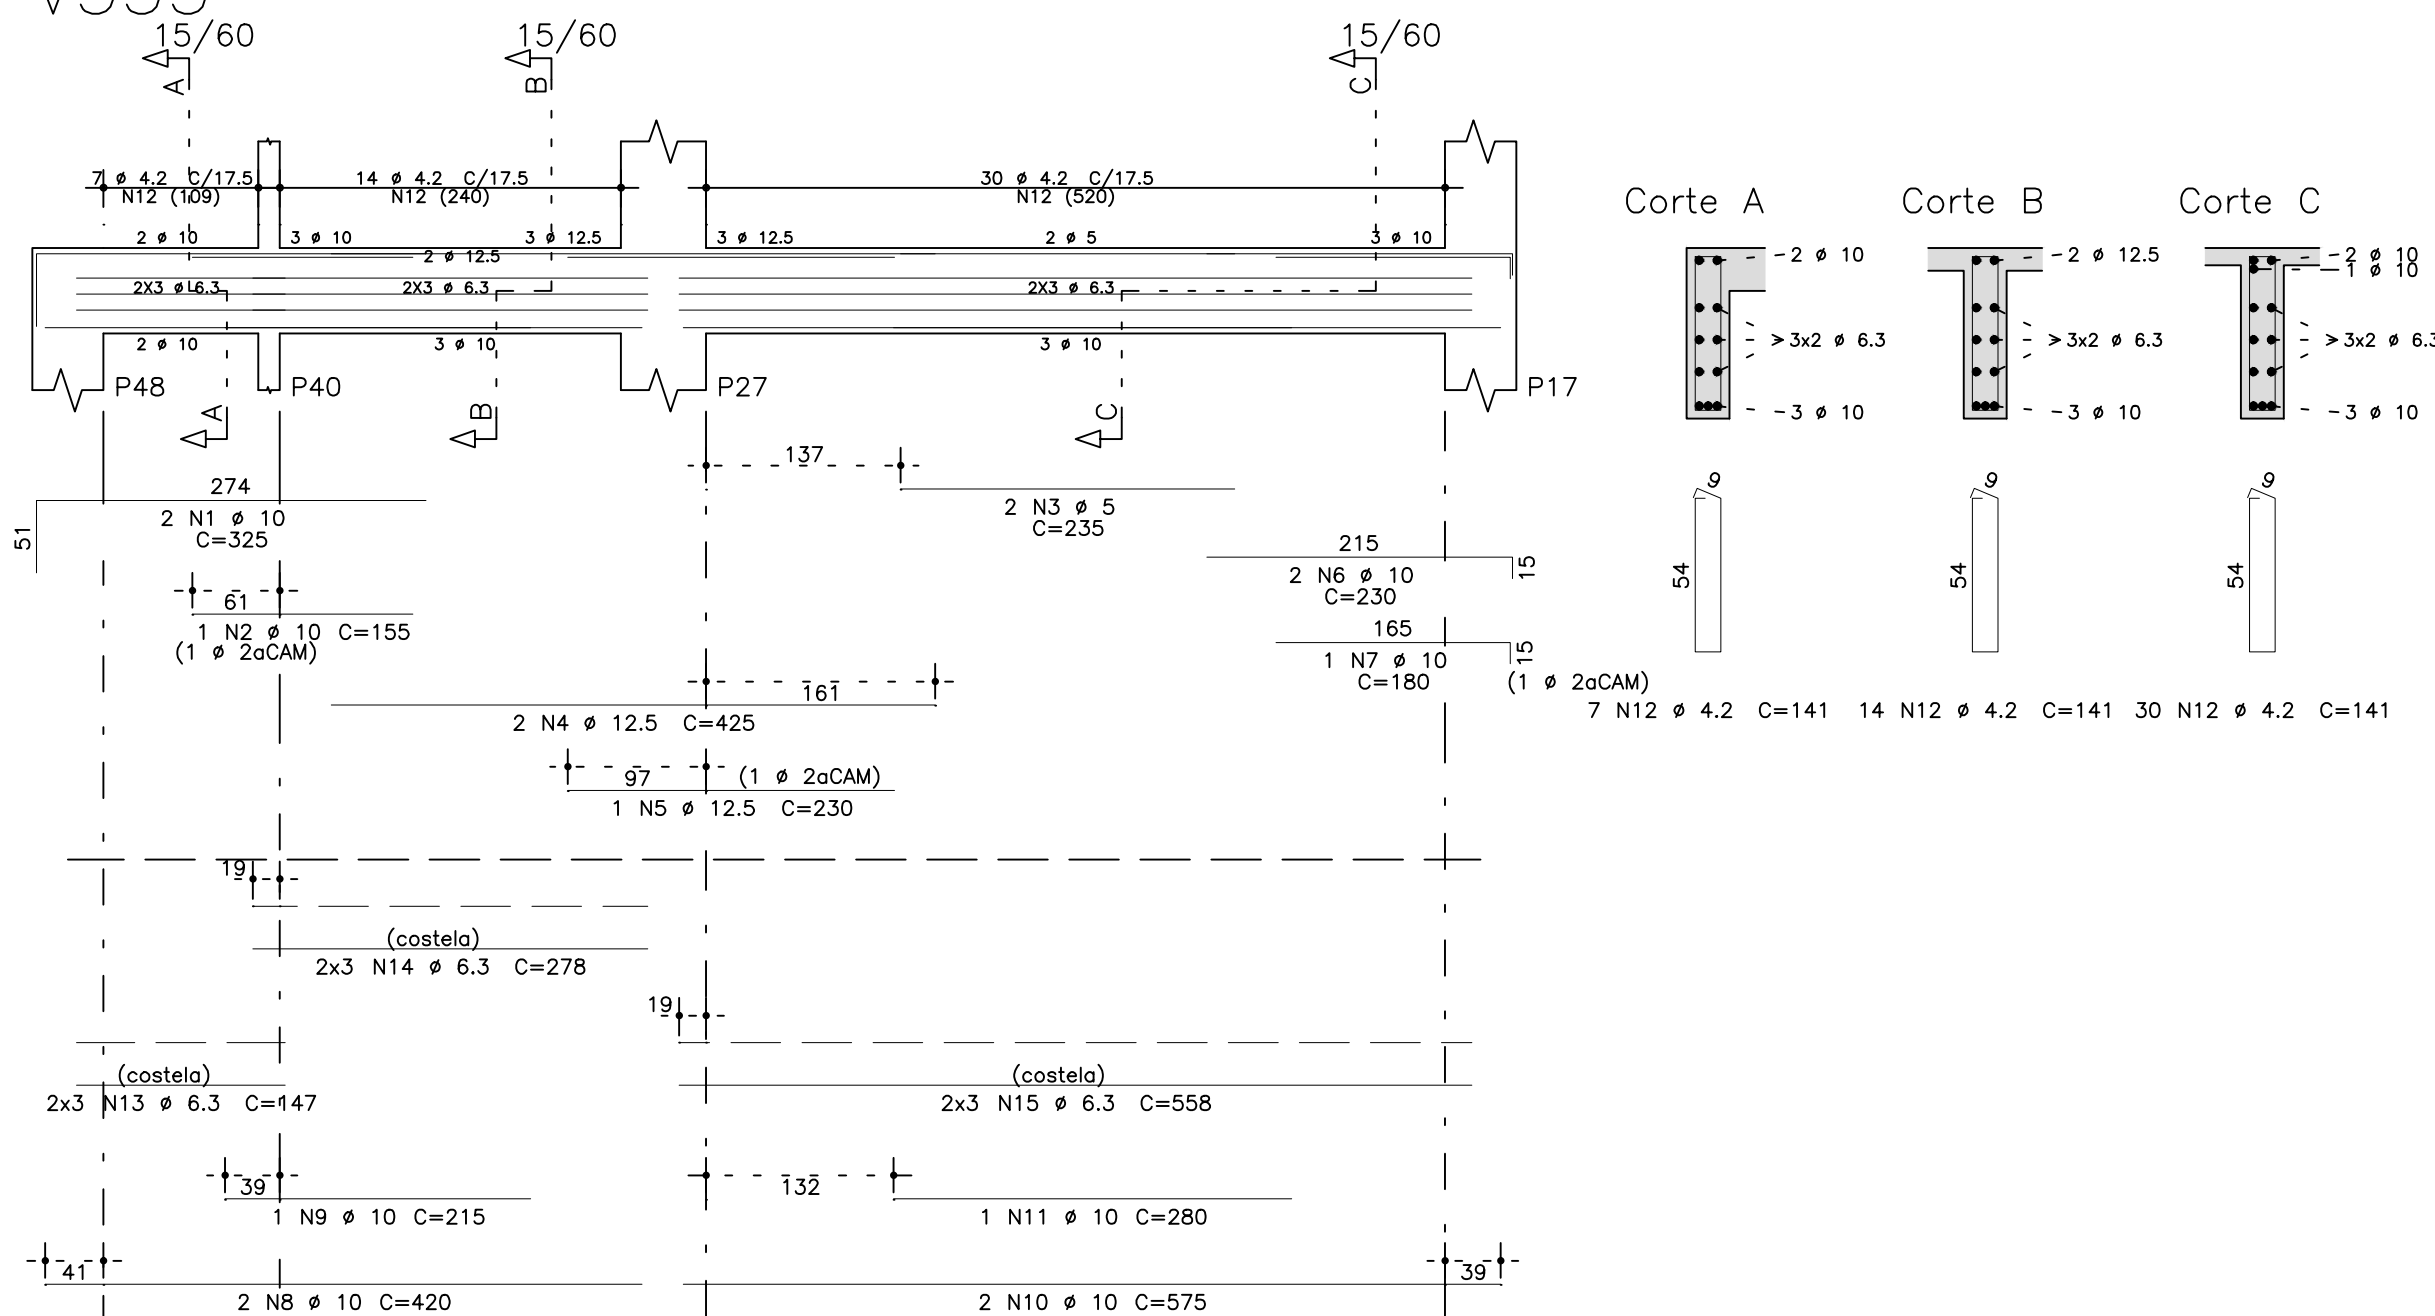 15/60 15/60 15/60
A B C
7 ø 4.2 C/17.5 14 ø 4.2 C/17.5 30 ø 4.2 C/17.5
N12 (109) N12 (240) N12 (520)
Corte A Corte B Corte C
2 ø 10 3 ø 10 3 ø 12.5 3 ø 12.5 2 ø 5 3 ø 10
2 ø 12.5
2X3 ø 6.3 2X3 ø 6.3 2X3 ø 6.3
2 ø 10 3 ø 10 3 ø 10
2 ø 10 2 ø 12.5 2 ø 10
1 ø 10
3x2 ø 6.3 3x2 ø 6.3 3x2 ø 6.3
3 ø 10 3 ø 10 3 ø 10
P48 P40 P27 P17
A B C
137
274
2 N1 ø 10
C=325
51
2 N3 ø 5
C=235
9 9 9
54 54 54
215
2 N6 ø 10
C=230
15
61
1 N2 ø 10 C=155
(1 ø 2aCAM)
165
1 N7 ø 10
C=180
15
(1 ø 2aCAM)
161
2 N4 ø 12.5 C=425
7 N12 ø 4.2 C=141 14 N12 ø 4.2 C=141 30 N12 ø 4.2 C=141
97 (1 ø 2aCAM)
1 N5 ø 12.5 C=230
19
(costela)
2x3 N14 ø 6.3 C=278
19
(costela) (costela)
2x3 N13 ø 6.3 C=147 2x3 N15 ø 6.3 C=558
39 132
1 N9 ø 10 C=215 1 N11 ø 10 C=280
41 39
2 N8 ø 10 C=420 2 N10 ø 10 C=575